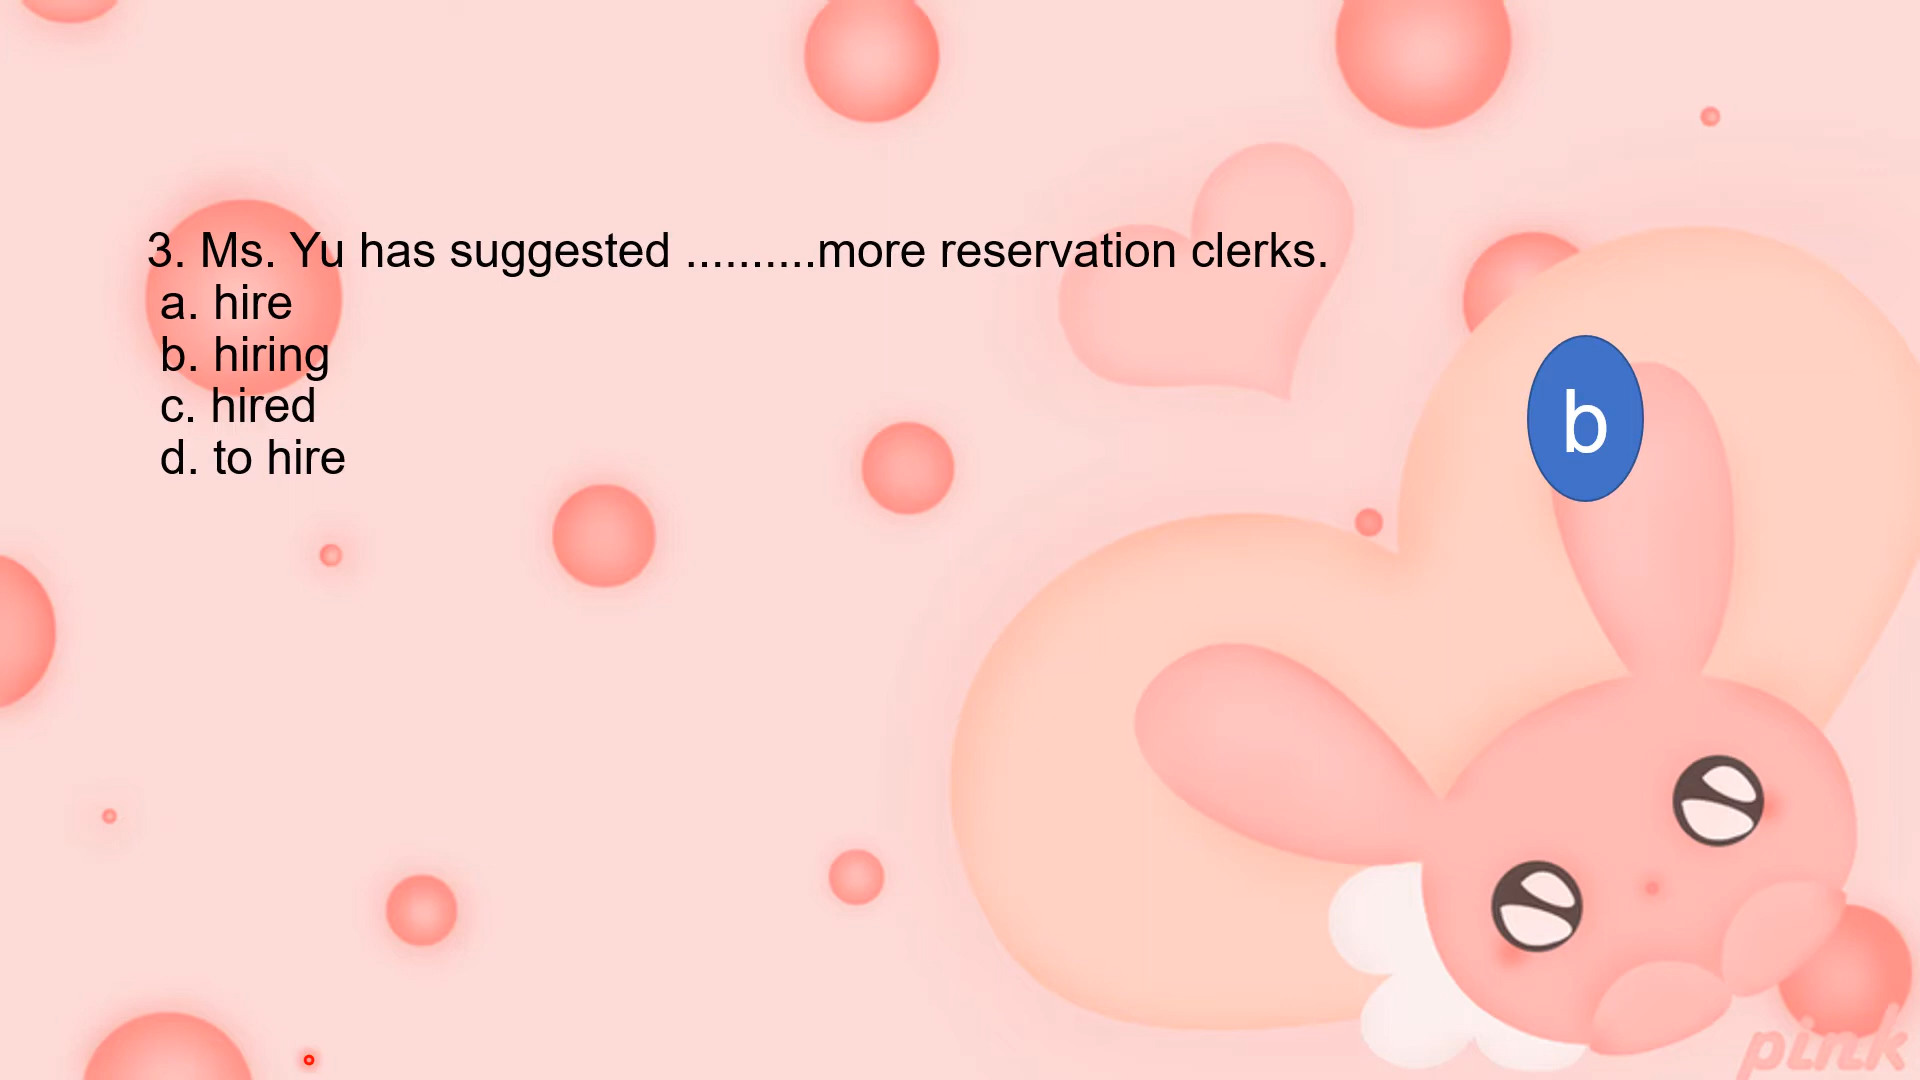 3. Ms. Yu has suggested ..........more reservation clerks.
a. hire
b. hiring
c. hired
d. to hire
b
pink